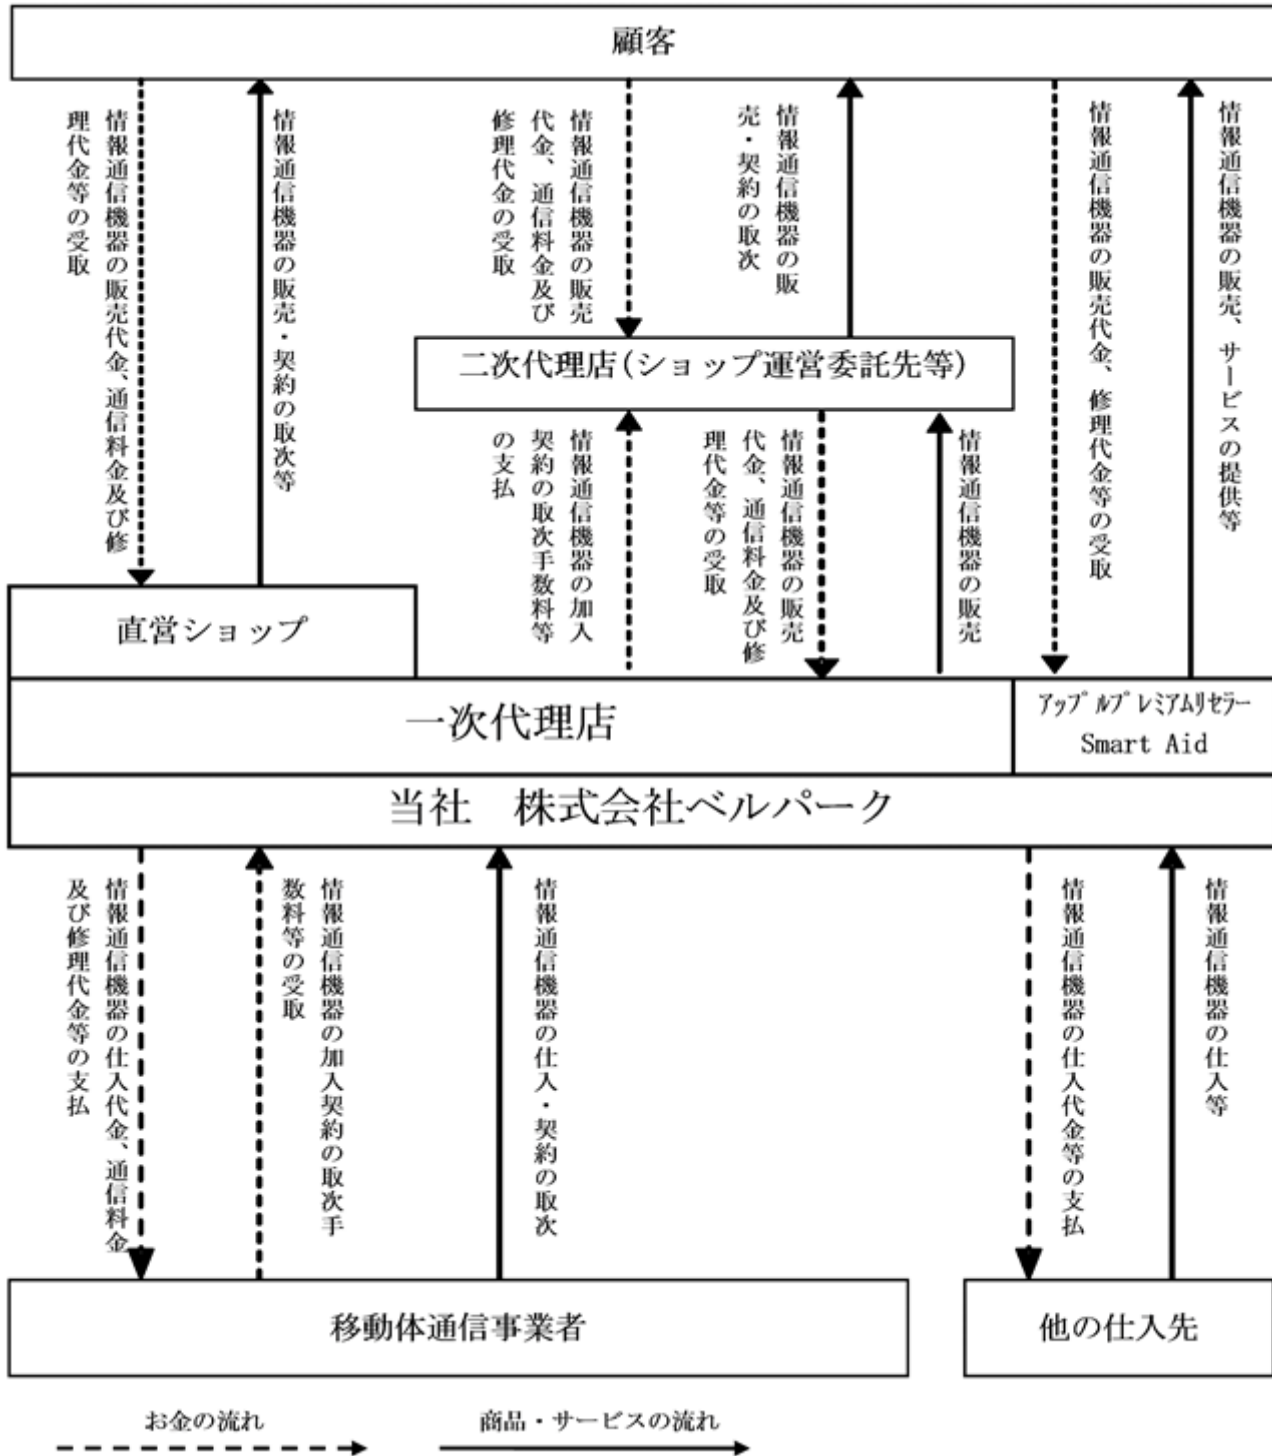 顧客
情報通信機器の販売代金、通信料金及び修
理代金等の受取
情報通信機器の販売・契約の取次等
情報通信機器の販売
代金、通信料金及び
修理代金の受取
情報通信機器の販
売・契約の取次
情報通信機器の販売代金、修理代金等の受取
情報通信機器の販売、サービスの提供等
二次代理店(ショップ運営委託先等)
情報通信機器の加入
契約の取次手数料等
の支払
情報通信機器の販売
代金、通信料金及び修
理代金等の受取
情報通信機器の販売
直営ショップ
一次代理店
アップルプレミアムリセラー
Smart Aid
当社 株式会社ベルパーク
情報通信機器の仕入代金、通信料金
及び修理代金等の支払
情報通信機器の加入契約の取次手
数料等の受取
情報通信機器の仕入・契約の取次
情報通信機器の仕入代金等の支払
情報通信機器の仕入等
移動体通信事業者
他の仕入先
お金の流れ
商品・サービスの流れ